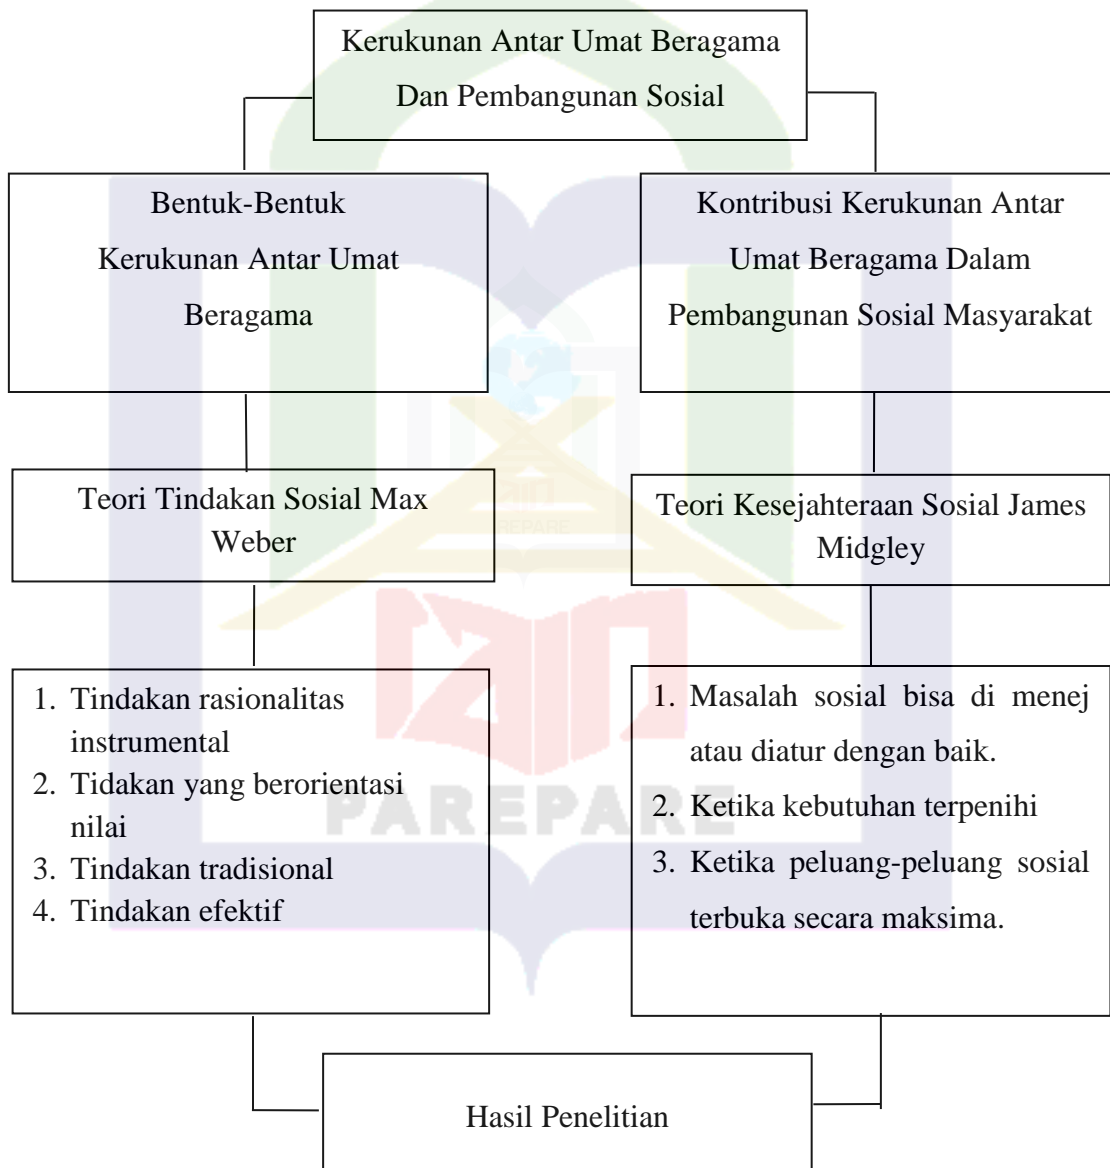 Kerukunan Antar Umat Beragama
Dan Pembangunan Sosial
Bentuk-Bentuk
Kerukunan Antar Umat
Beragama
Kontribusi Kerukunan Antar
Umat Beragama Dalam
Pembangunan Sosial Masyarakat
Teori Tindakan Sosial Max
Weber
Teori Kesejahteraan Sosial James
Midgley
1. Tindakan rasionalitas
instrumental
2. Tidakan yang berorientasi
nilai
3. Tindakan tradisional
4. Tindakan efektif
1. Masalah sosial bisa di menej
atau diatur dengan baik.
2. Ketika kebutuhan terpenihi
3. Ketika peluang-peluang sosial
terbuka secara maksima.
PAREPARE
Hasil Penelitian